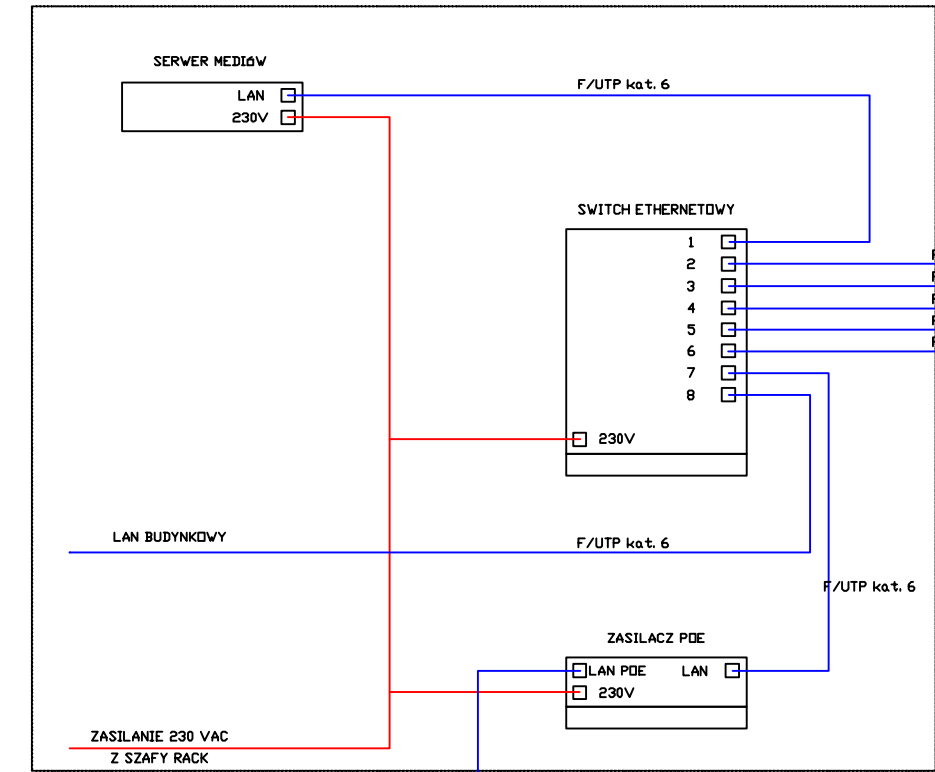 SERWER MEDIÓW
F/UTP kat. 6
LAN
230V
SWITCH ETHERNETOWY
1
2
3
4
5
6
7
8
F
F
F
F
F
230V
LAN BUDYNKOWY
F/UTP kat. 6
F/UTP kat. 6
ZASILACZ POE
LAN POE LAN
230V
ZASILANIE 230 VAC
Z SZAFY RACK